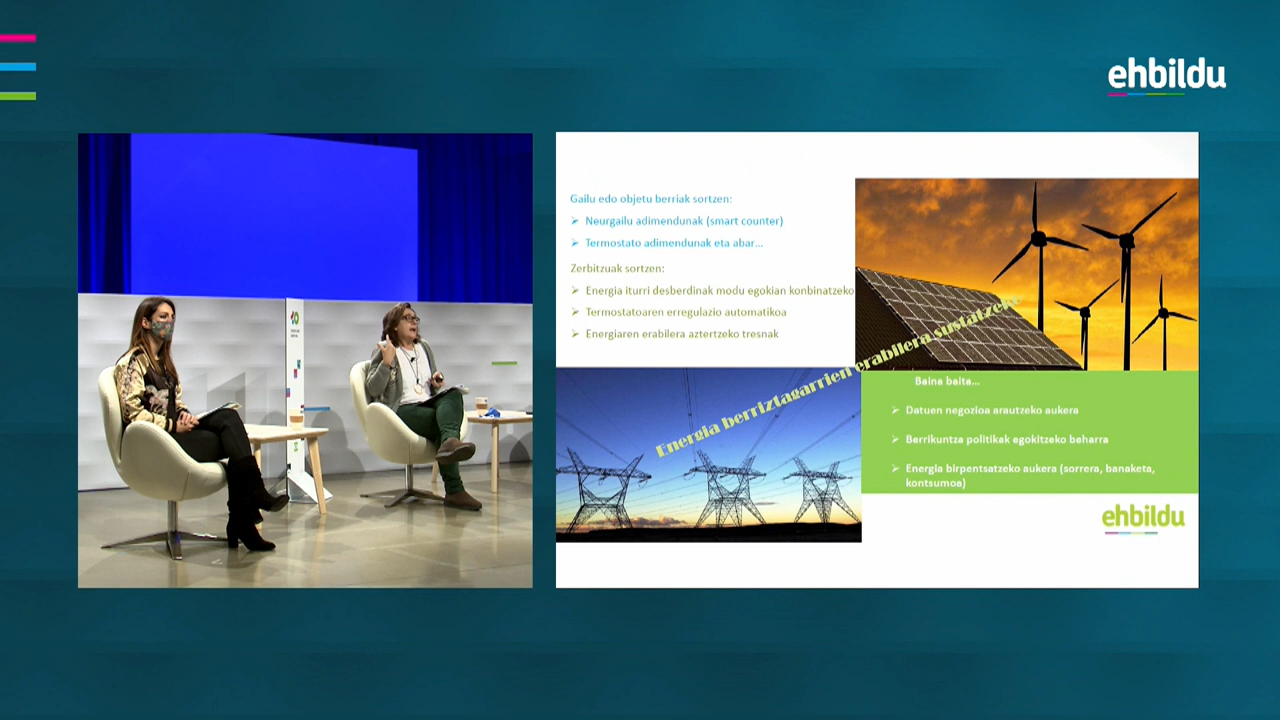 ehbildu
Gailu edo objetu berriak sortzen:
Neurgailu adimendunak (smart counter)
Termostato adimendunak eta abar...
Zerbitzuak sortzen:
Energia iturri desberdinak modu egokian konbinatzeko
Termostatoaren erregulazio automatikoa
Energiaren erabilera aztertzeko tresnak
Energia berriztagarrien erabilera sustatzeko
Baina baita...
Datuen negozioa arautzeko aukera
Berrikuntza politikak egokitzeko beharra
Energia birpentsatzeko aukera (sorrera, banaketa,
kontsumoa)
ehbildu